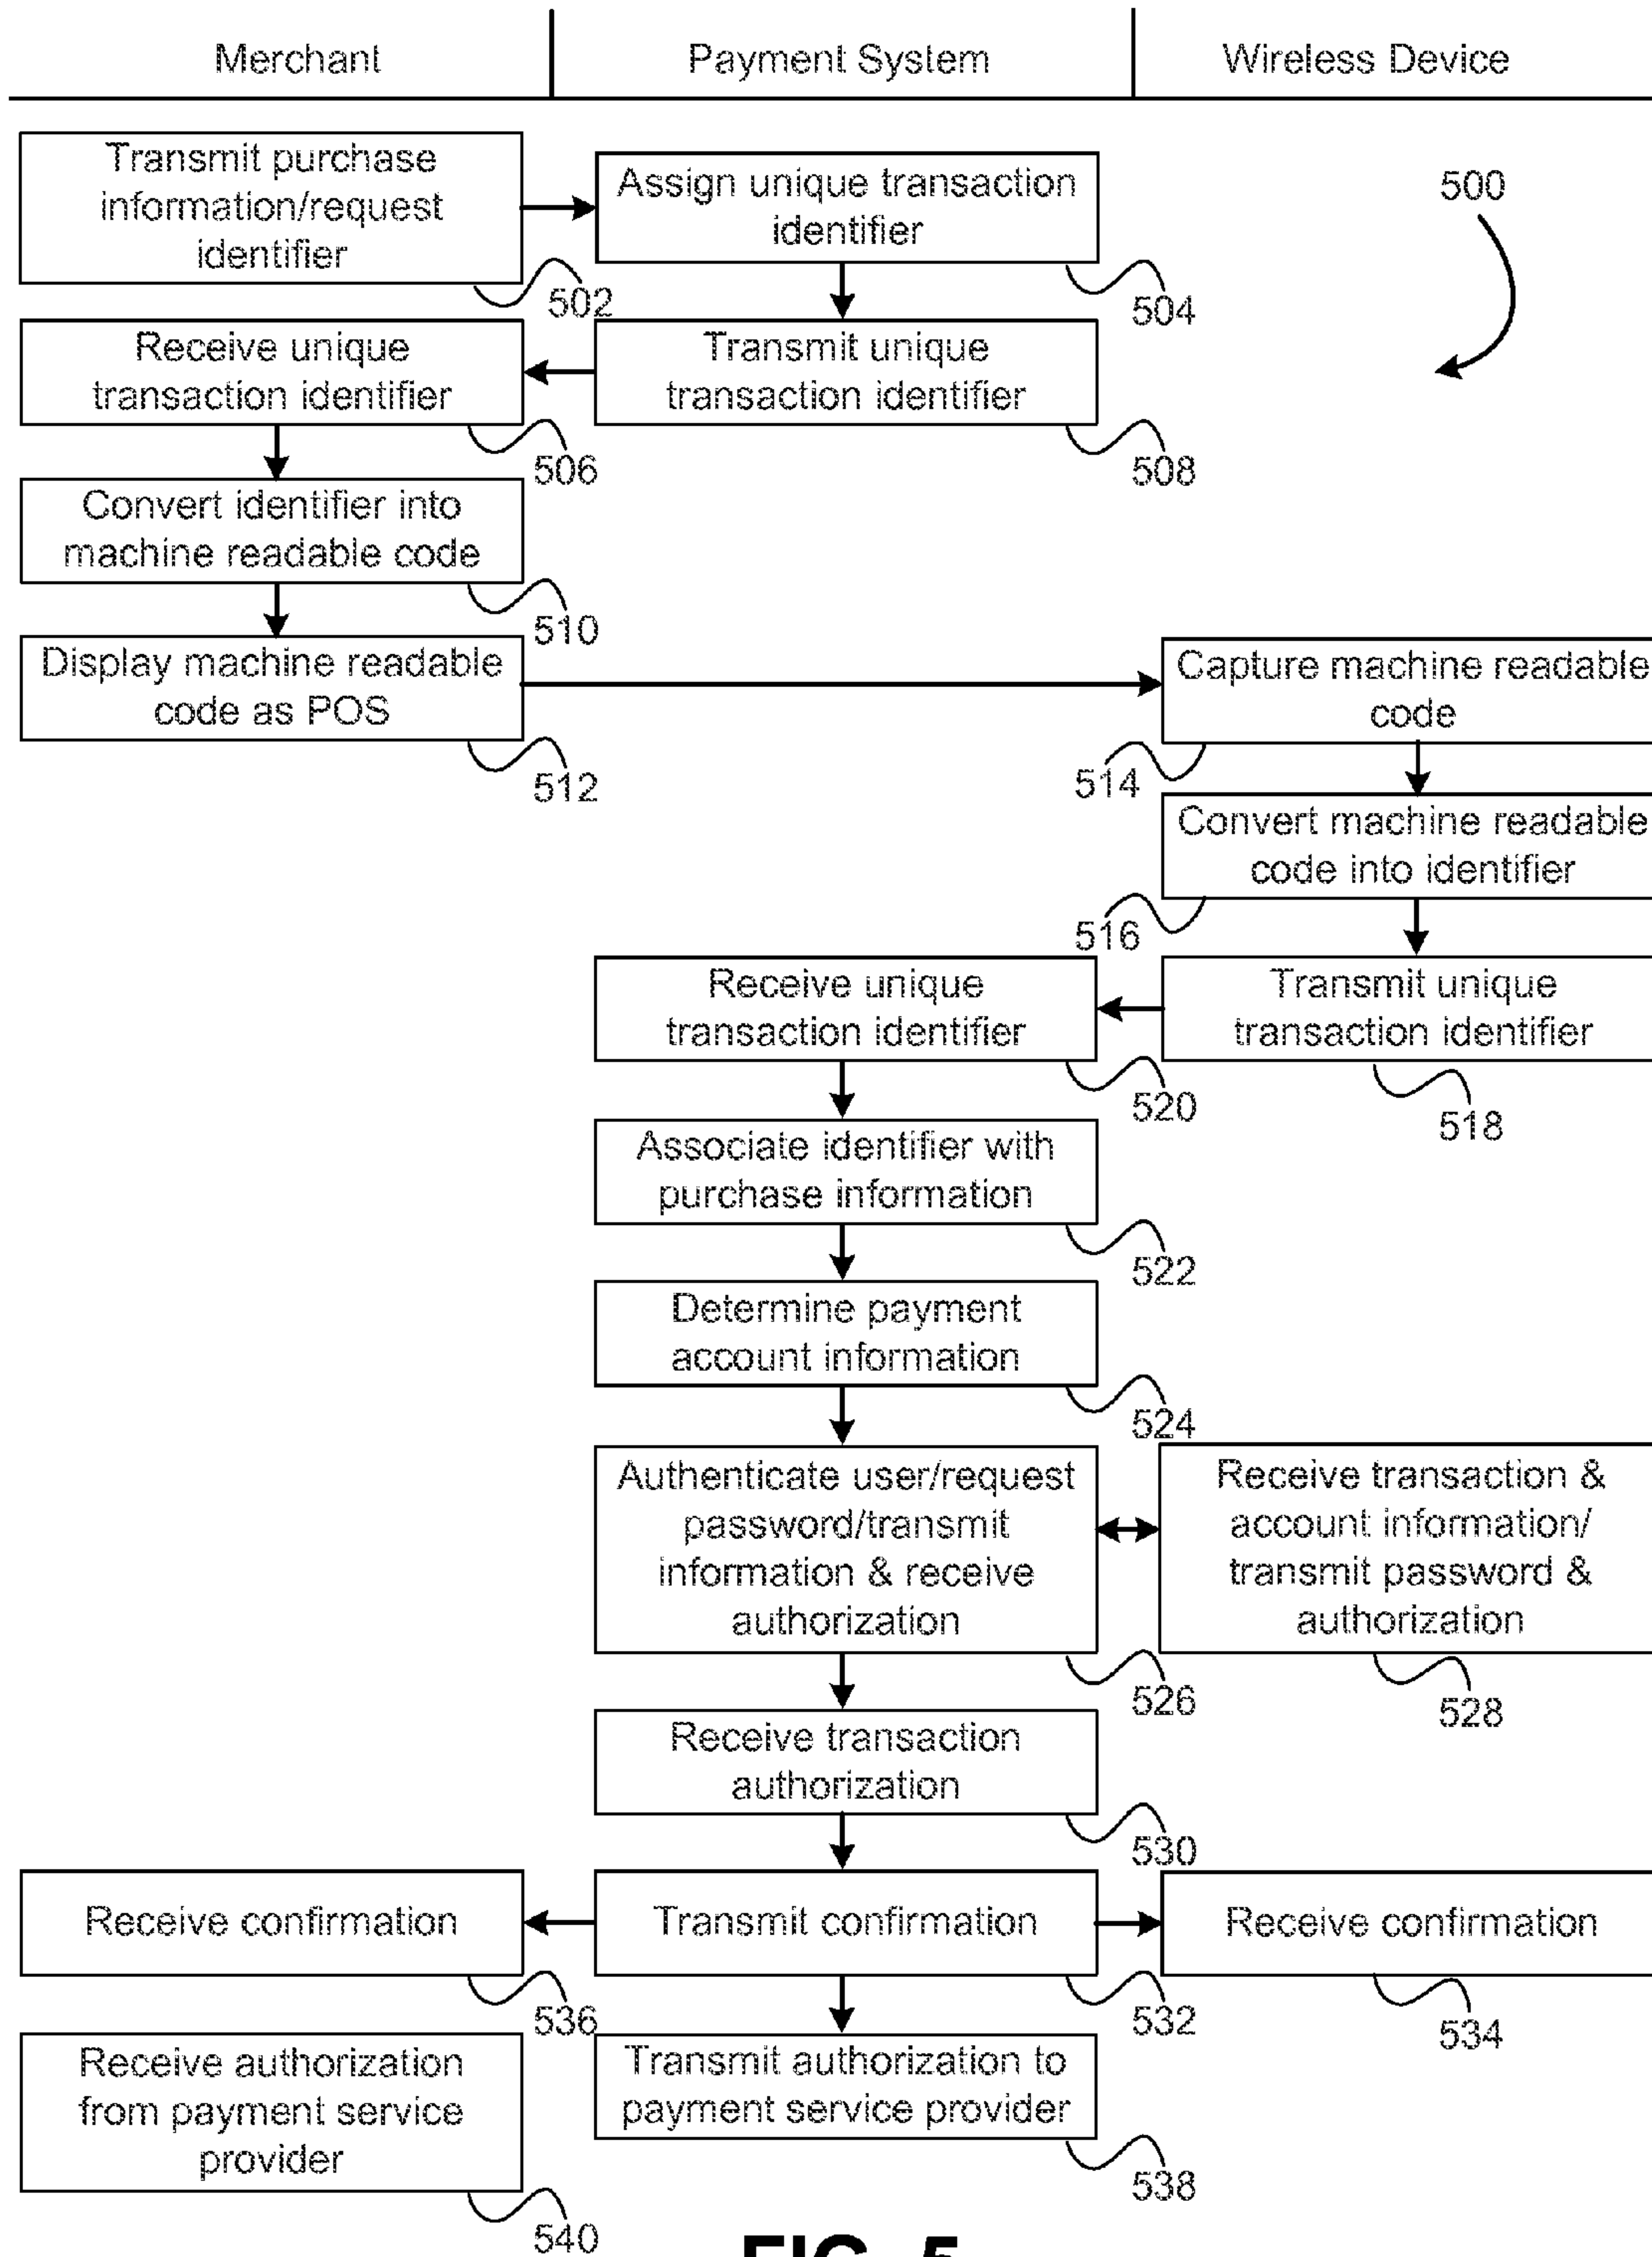 Merchant
Payment System
Wireless Device
Transmit purchase
information/request
identifier
502
Assign unique transaction
identifier
504
500
Receive unique
transaction identifier
506
Transmit unique
transaction identifier
508
Convert identifier into
machine readable code
510
Display machine readable
code as POS
512
Capture machine readable
code
514
Convert machine readable
code into identifier
516
Receive unique
transaction identifier
520
Transmit unique
transaction identifier
518
Associate identifier with
purchase information
522
Determine payment
account information
524
Authenticate user/request
password/transmit
information & receive
authorization
526
Receive transaction &
account information/
transmit password &
authorization
528
Receive transaction
authorization
530
Receive confirmation
536
Transmit confirmation
532
Receive confirmation
534
Receive authorization
from payment service
provider
540
Transmit authorization to
payment service provider
538
FIG. 5